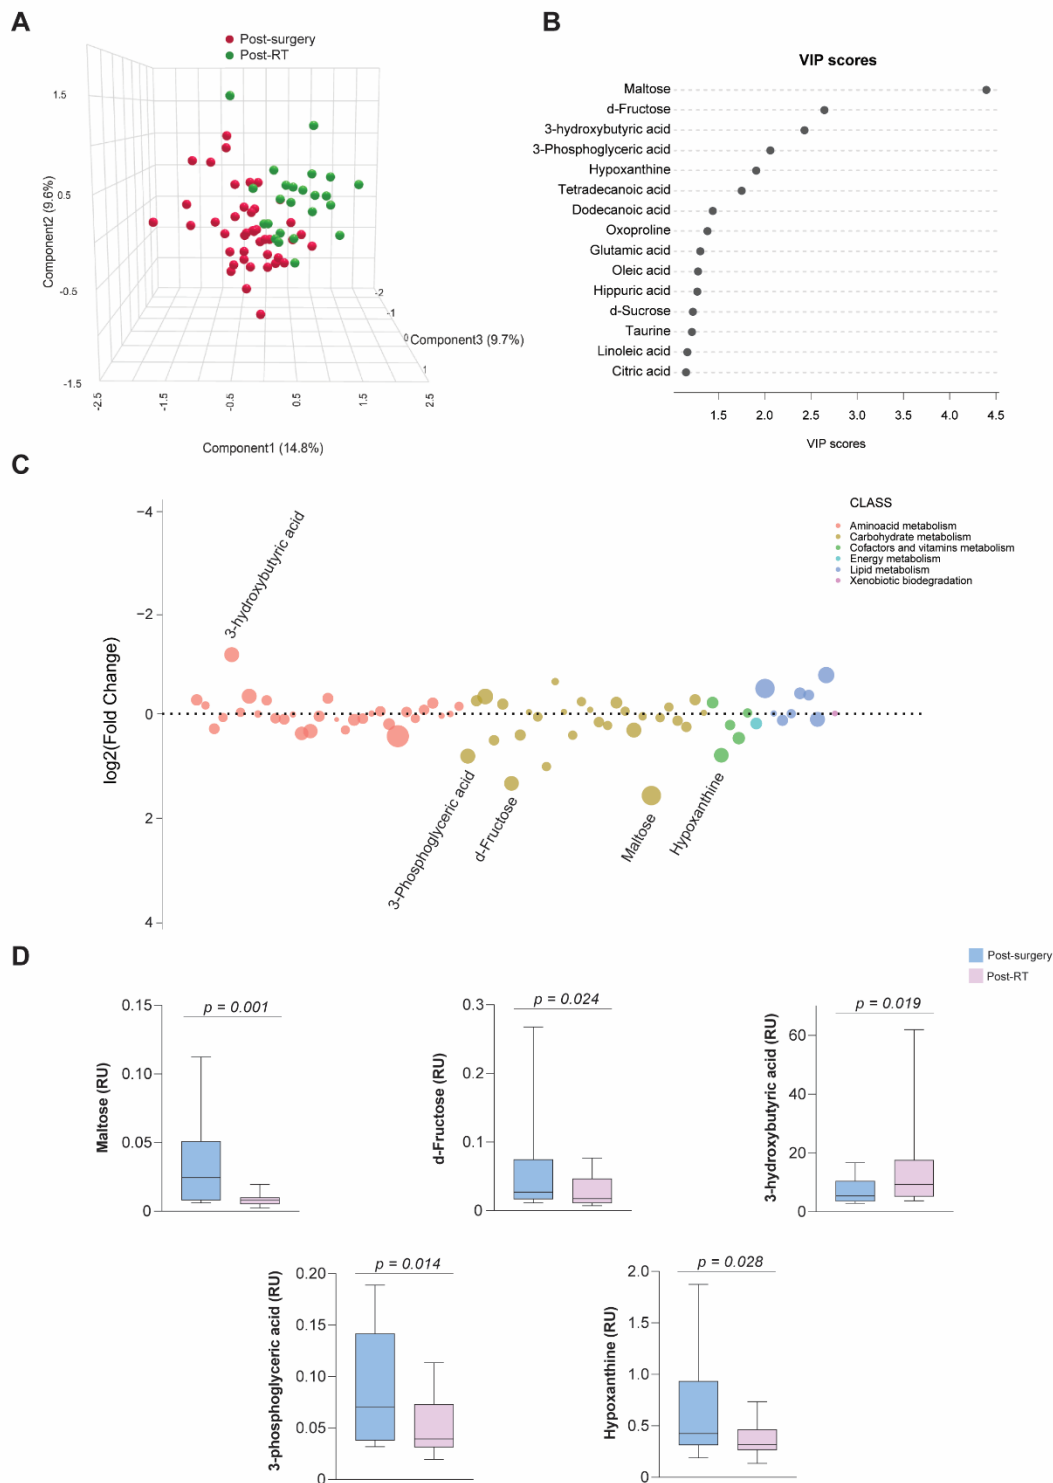 A
Post-surgery
Post-RT
1.5
0.5
-0.5
-1.5
Component2 (9.6%)
-2
-1
0
1
Component3 (9.7%)
-2.5
-1.5
-0.5
0.5
1.5
2.5
Component1 (14.8%)
B
VIP scores
Maltose
d-Fructose
3-hydroxybutyric acid
3-Phosphoglyceric acid
Hypoxanthine
Tetradecanoic acid
Dodecanoic acid
Oxoproline
Glutamic acid
Oleic acid
Hippuric acid
d-Sucrose
Taurine
Linoleic acid
Citric acid
1.5 2.0 2.5 3.0 3.5 4.0 4.5
VIP scores
C
log2(Fold Change)
−4
−2
0
2
4
3-hydroxybutyric acid
3-Phosphoglyceric acid
d-Fructose
Maltose
Hypoxanthine
CLASS
Aminoacid metabolism
Carbohydrate metabolism
Cofactors and vitamins metabolism
Energy metabolism
Lipid metabolism
Xenobiotic biodegradation
D
Post-surgery
Post-RT
Maltose (RU)
0.15
0.10
0.05
0
p = 0.001
d-Fructose (RU)
0.3
0.2
0.1
0
p = 0.024
3-hydroxybutyric acid (RU)
60
40
20
0
p = 0.019
3-phosphoglyceric acid (RU)
0.20
0.15
0.10
0.05
0
p = 0.014
Hypoxanthine (RU)
2.0
1.5
1.0
0.5
0
p = 0.028